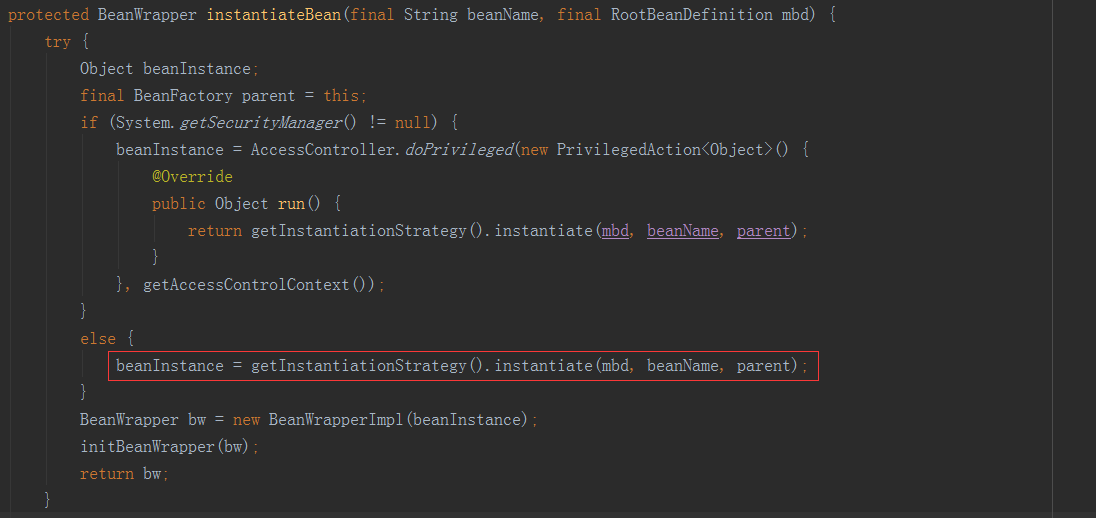 protected BeanWrapper instantiateBean(final String beanName, final RootBeanDefinition mbd) {
    try {
        Object beanInstance;
        final BeanFactory parent = this;
        if (System.getSecurityManager() != null) {
            beanInstance = AccessController.doPrivileged(new PrivilegedAction<Object>() {
                @Override
                public Object run() {
                    return getInstantiationStrategy().instantiate(mbd, beanName, parent);
                }
            }, getAccessControlContext());
        }
        else {
            beanInstance = getInstantiationStrategy().instantiate(mbd, beanName, parent);
        }
        BeanWrapper bw = new BeanWrapperImpl(beanInstance);
        initBeanWrapper(bw);
        return bw;
    }